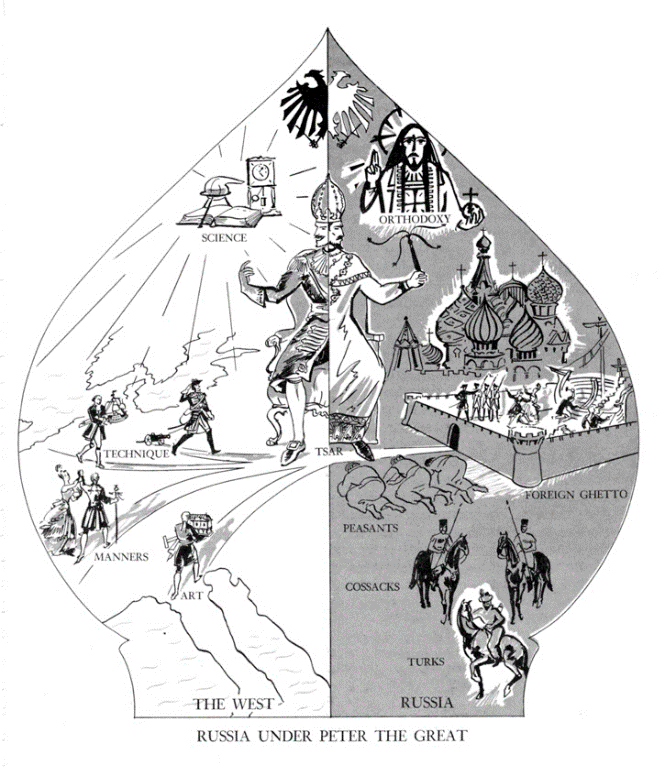 ORTHODOXY
SCIENCE
TECHNIQUE
TSAR
FOREIGN GHETTO
PEASANTS
MANNERS
COSSACKS
ART
TURKS
THE WEST
RUSSIA
RUSSIA UNDER PETER THE GREAT